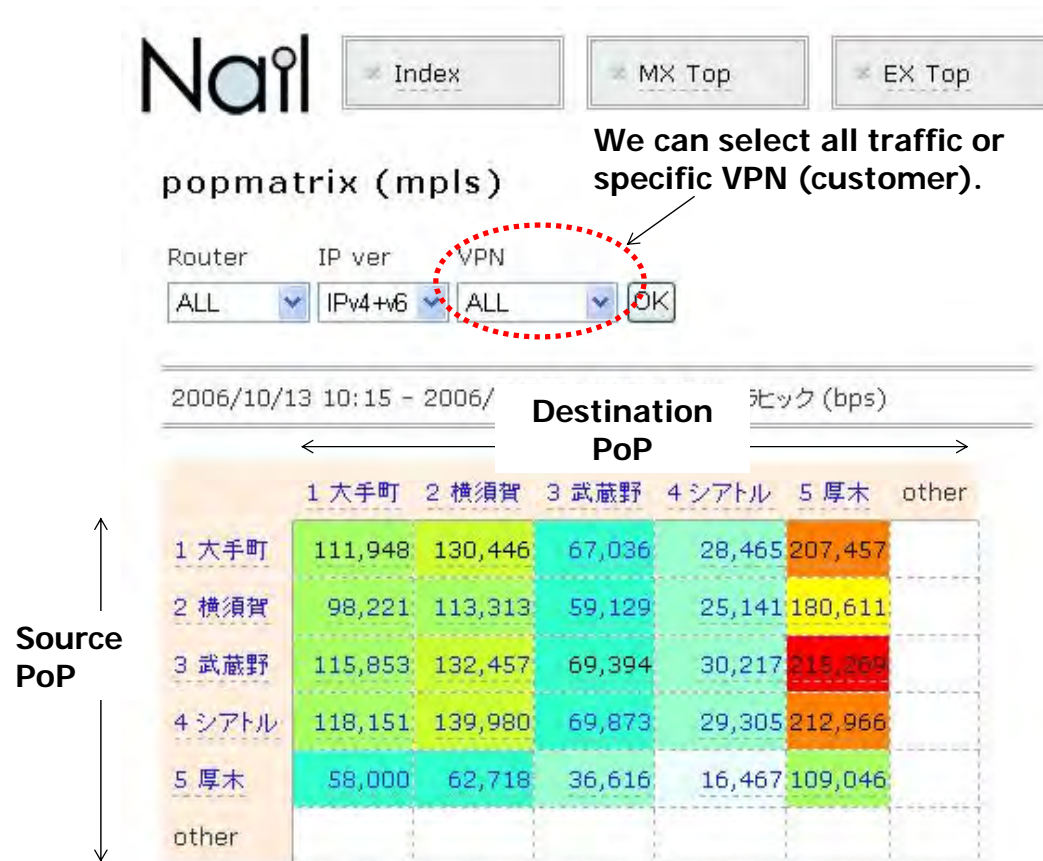 Nail
Index
MX Top
EX Top
We can select all traffic or
specific VPN (customer).
popmatrix (mpls)
Router IP ver VPN
ALL IPv4+v6 ALL OK
2006/10/13 10:15 - 2006/ ヒック (bps)
Destination
PoP
1 大手町 2 横須賀 3 武蔵野 4 シアトル 5 厚木 other
1 大手町 111,948 130,446 67,036 28,465 207,457
2 横須賀 98,221 113,313 59,129 25,141 180,611
3 武蔵野 115,853 132,457 69,394 30,217 215,269
4 シアトル 118,151 139,980 69,873 29,305 212,966
5 厚木 58,000 62,718 36,616 16,467 109,046
other
Source
PoP